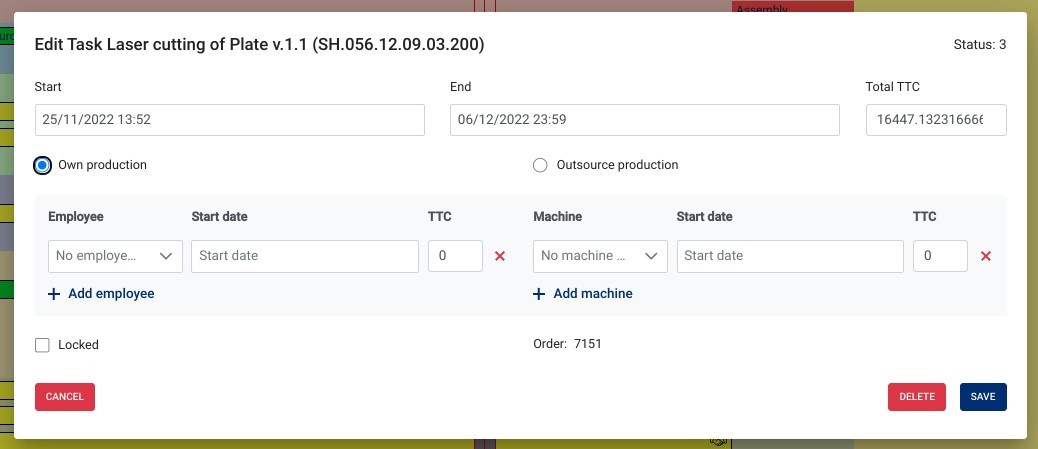 Assembly
Edit Task Laser cutting of Plate v.1.1 (SH.056.12.09.03.200)
Status: 3
Start
End
Total TTC
25/11/2022 13:52
06/12/2022 23:59
16447.132316666
Own production
Outsource production
Employee
Start date
TTC
Machine
Start date
TTC
No employe...
Start date
0
No machine ...
Start date
0
+ Add employee
+ Add machine
Locked
Order: 7151
CANCEL
DELETE
SAVE